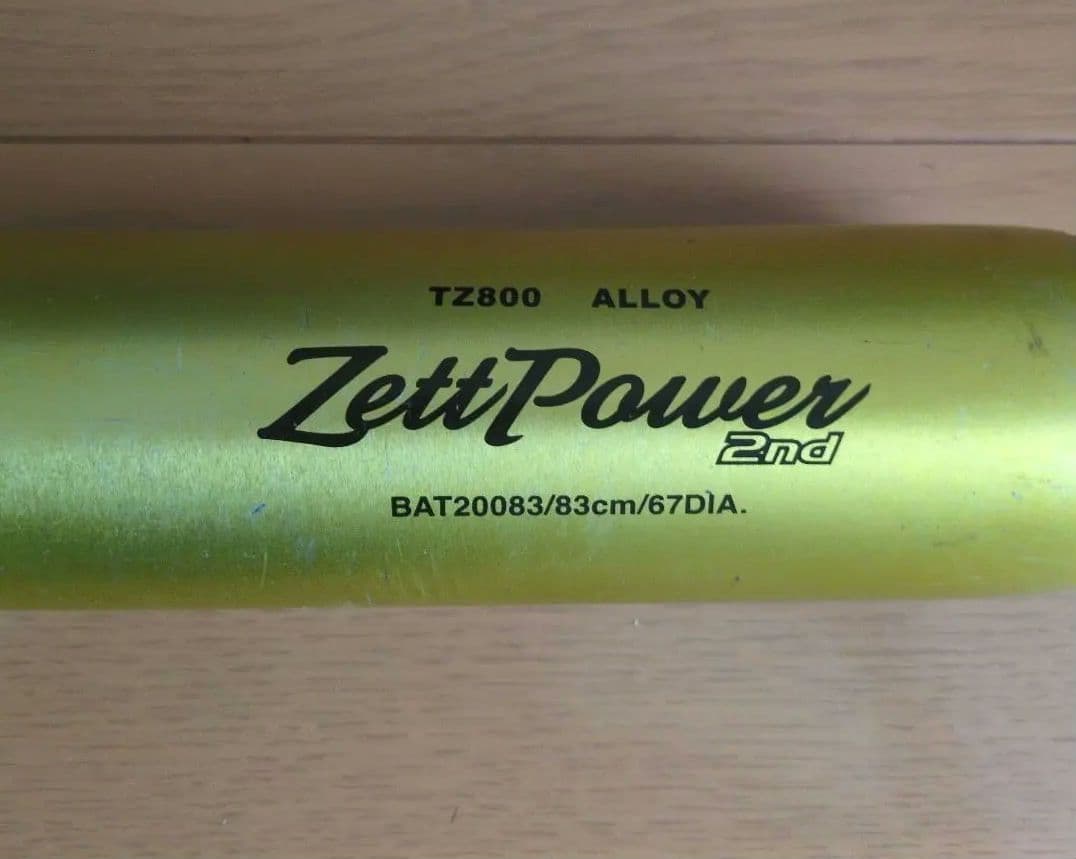 TZ800 ALLOY
ZettPower
2nd
BAT20083/83cm/67DIA.